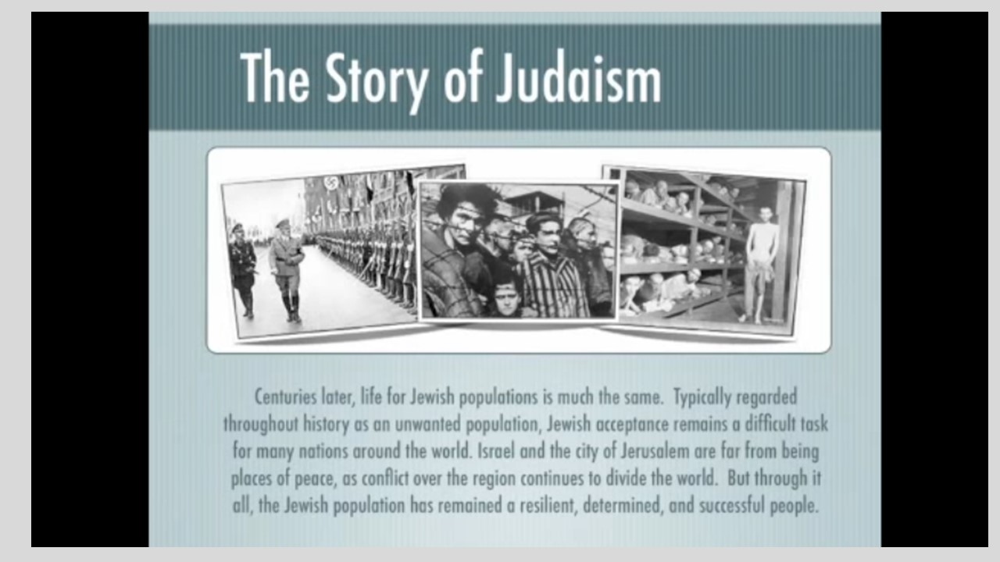 The Story of Judaism
Centuries later, life for Jewish populations is much the same.  Typically regarded
throughout history as an unwanted population, Jewish acceptance remains a difficult task
for many nations around the world. Israel and the city of Jerusalem are far from being
places of peace, as conflict over the region continues to divide the world.  But through it
all, the Jewish population has remained a resilient, determined, and successful people.